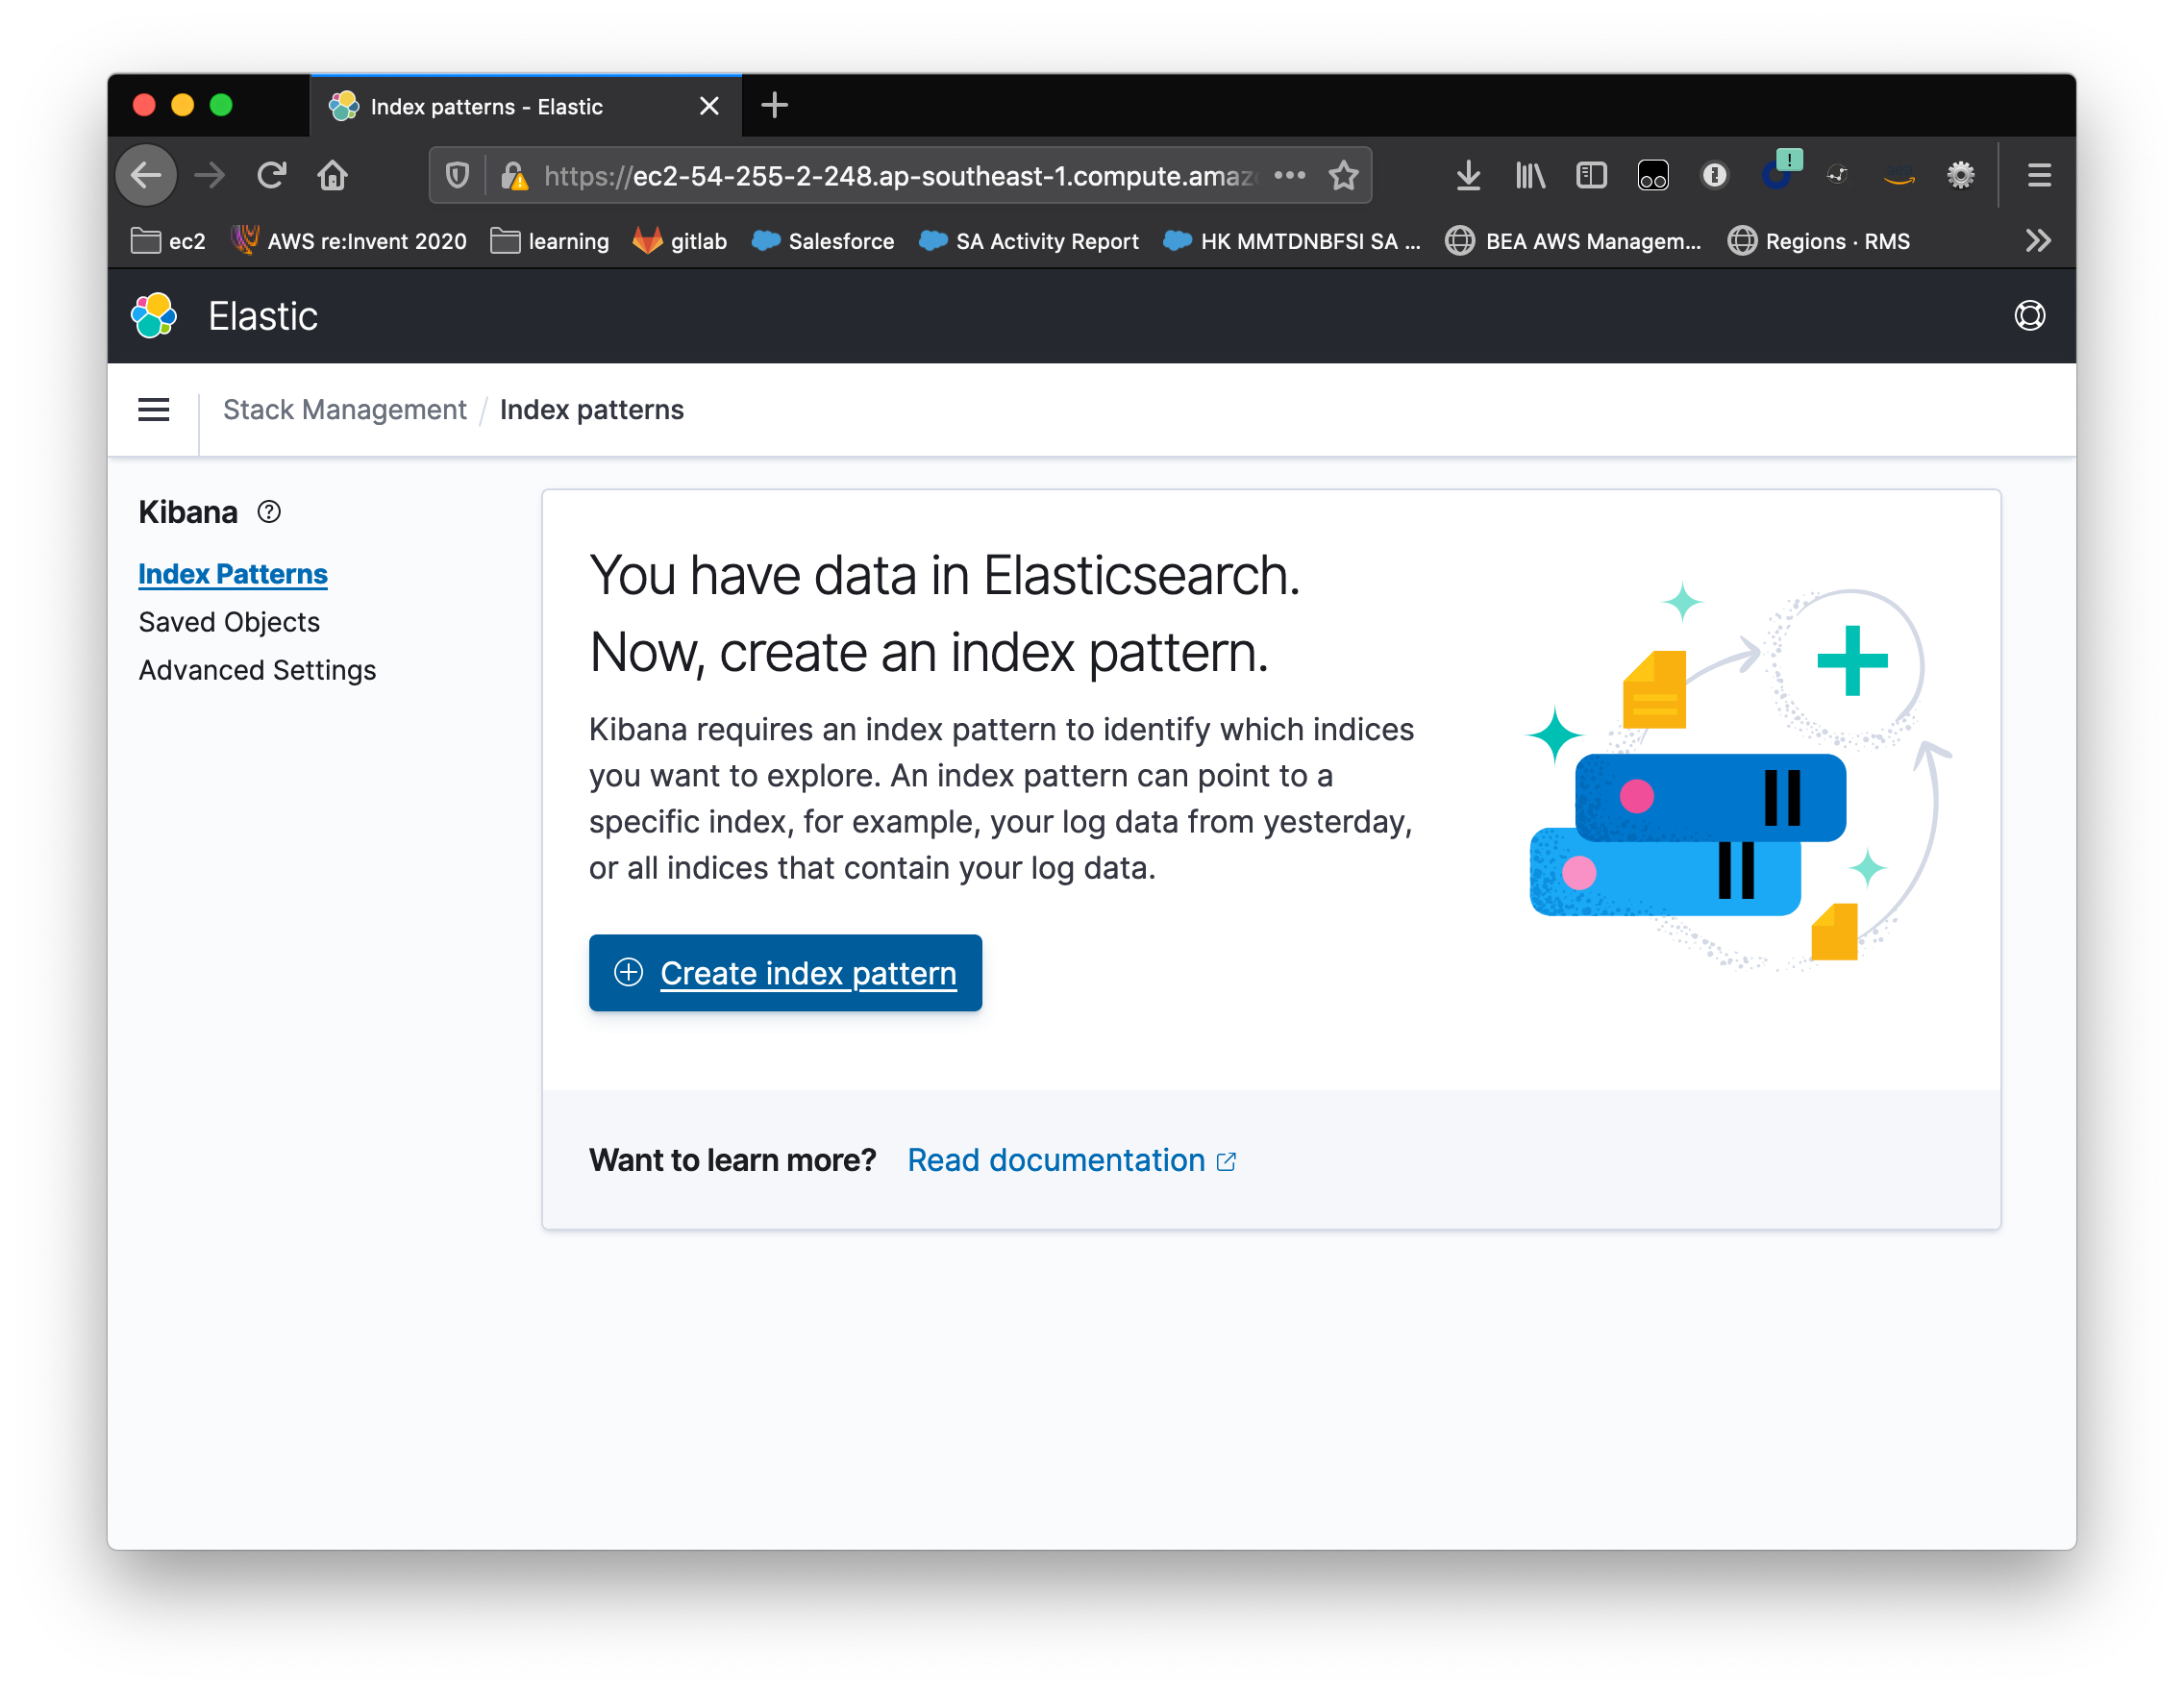 Index patterns - Elastic
https://ec2-54-255-2-248.ap-southeast-1.compute.amaz
ec2
AWS re:Invent 2020
learning
gitlab
Salesforce
SA Activity Report
HK MMTDNBFSI SA ...
BEA AWS Managem...
Regions · RMS
Elastic
Stack Management / Index patterns
Kibana
Index Patterns
Saved Objects
Advanced Settings
You have data in Elasticsearch.
Now, create an index pattern.
Kibana requires an index pattern to identify which indices
you want to explore. An index pattern can point to a
specific index, for example, your log data from yesterday,
or all indices that contain your log data.
Create index pattern
Want to learn more? Read documentation